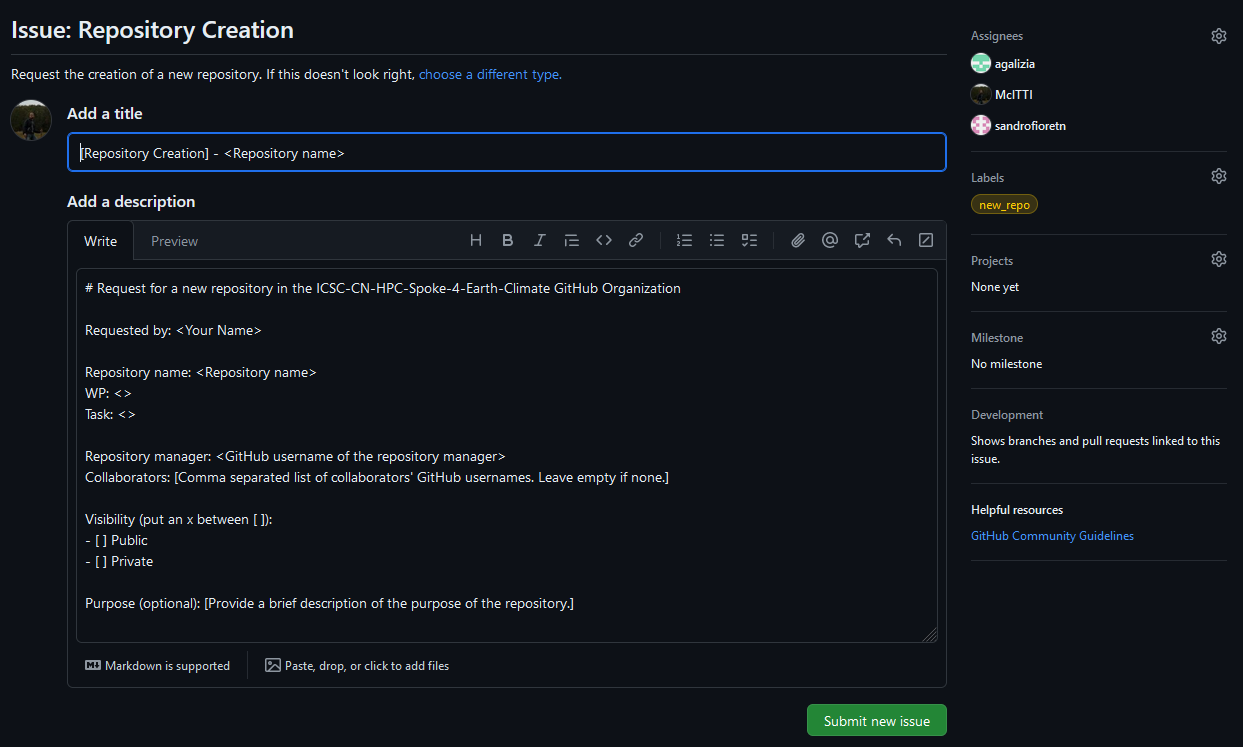 Issue: Repository Creation
Request the creation of a new repository. If this doesn't look right, choose a different type.
Add a title
[Repository Creation] - <Repository name>
Add a description
Write
Preview
# Request for a new repository in the ICSC-CN-HPC-Spoke-4-Earth-Climate GitHub Organization
Requested by: <Your Name>
Repository name: <Repository name>
WP: <>
Task: <>
Repository manager: <GitHub username of the repository manager>
Collaborators: [Comma separated list of collaborators' GitHub usernames. Leave empty if none.]
Visibility (put an x between [ ]):
- [ ] Public
- [ ] Private
Purpose (optional): [Provide a brief description of the purpose of the repository.]
Markdown is supported
Paste, drop, or click to add files
Submit new issue
Assignees
agalizia
McITTI
sandrofioretn
Labels
new_repo
Projects
None yet
Milestone
No milestone
Development
Shows branches and pull requests linked to this
issue.
Helpful resources
GitHub Community Guidelines